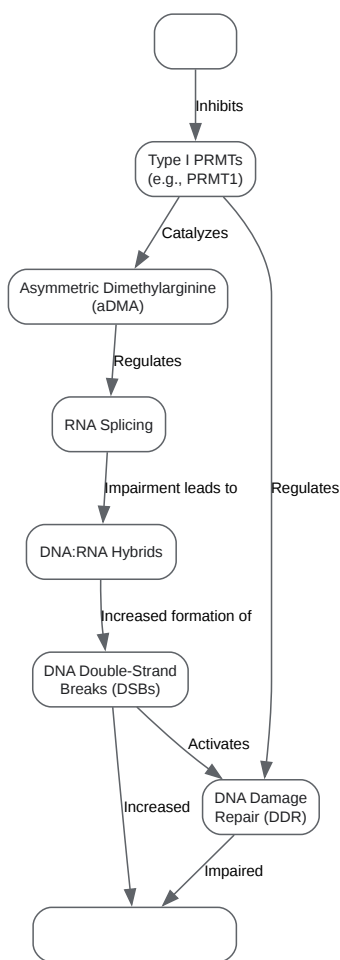 Inhibits
Type I PRMTs
(e.g., PRMT1)
Catalyzes
Asymmetric Dimethylarginine
(aDMA)
Regulates
RNA Splicing
Impairment leads to
Regulates
DNA:RNA Hybrids
Increased formation of
DNA Double-Strand
Breaks (DSBs)
Activates
DNA Damage
Repair (DDR)
Increased
Impaired